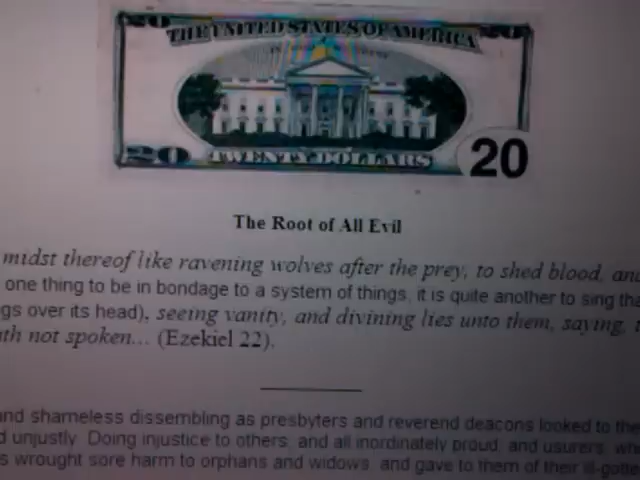 20 THE UNITED STATES OF AMERICA 20
20 TWENTY DOLLARS 20
The Root of All Evil
midst thereof like ravening wolves after the prey, to shed blood, and
one thing to be in bondage to a system of things, it is quite another to sing the
gs over its head), seeing vanity, and divining lies unto them, saying,
ath not spoken... (Ezekiel 22).
and shameless dissembling as presbyters and reverend deacons looked to the
d unjustly. Doing injustice to others, and all inordinately proud, and usurers, wh
s wrought sore harm to orphans and widows, and gave to them of their ill-gotte